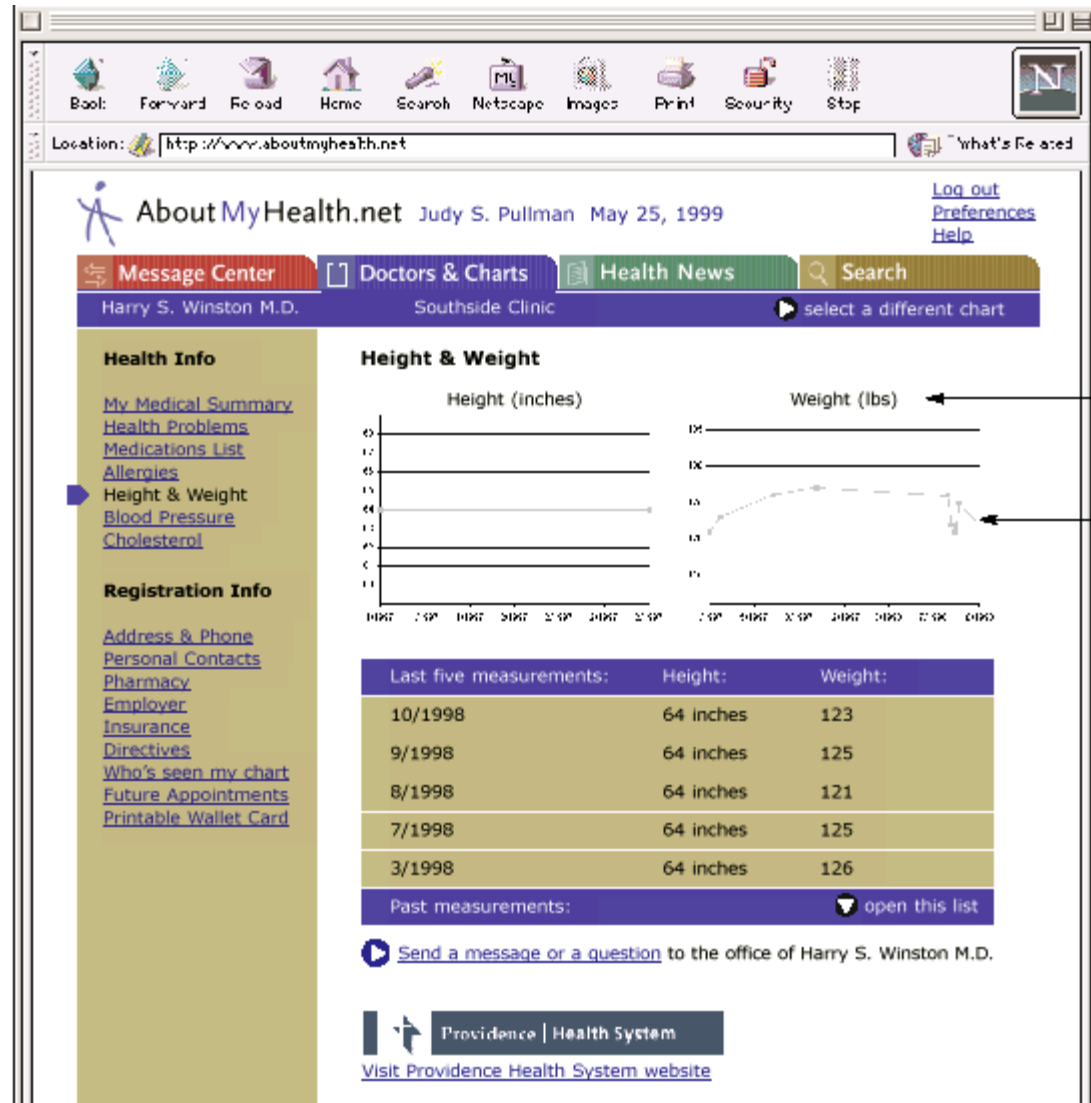 Back Forward Reload Home Search Netscape Images Print Security Stop
N
Location: http://www.aboutmyhealth.net What's Related
AboutMyHealth.net Judy S. Pullman May 25, 1999
Log out
Preferences
Help
Message Center Doctors & Charts Health News Search
Harry S. Winston M.D. Southside Clinic select a different chart
Health Info
My Medical Summary
Health Problems
Medications List
Allergies
Height & Weight
Blood Pressure
Cholesterol
Registration Info
Address & Phone
Personal Contacts
Pharmacy
Employer
Insurance
Directives
Who's seen my chart
Future Appointments
Printable Wallet Card
Height & Weight
Height (inches) Weight (lbs)
64
Last five measurements: Height: Weight:
10/1998 64 inches 123
9/1998 64 inches 125
8/1998 64 inches 121
7/1998 64 inches 125
3/1998 64 inches 126
Past measurements: open this list
Send a message or a question to the office of Harry S. Winston M.D.
Providence | Health System
Visit Providence Health System website